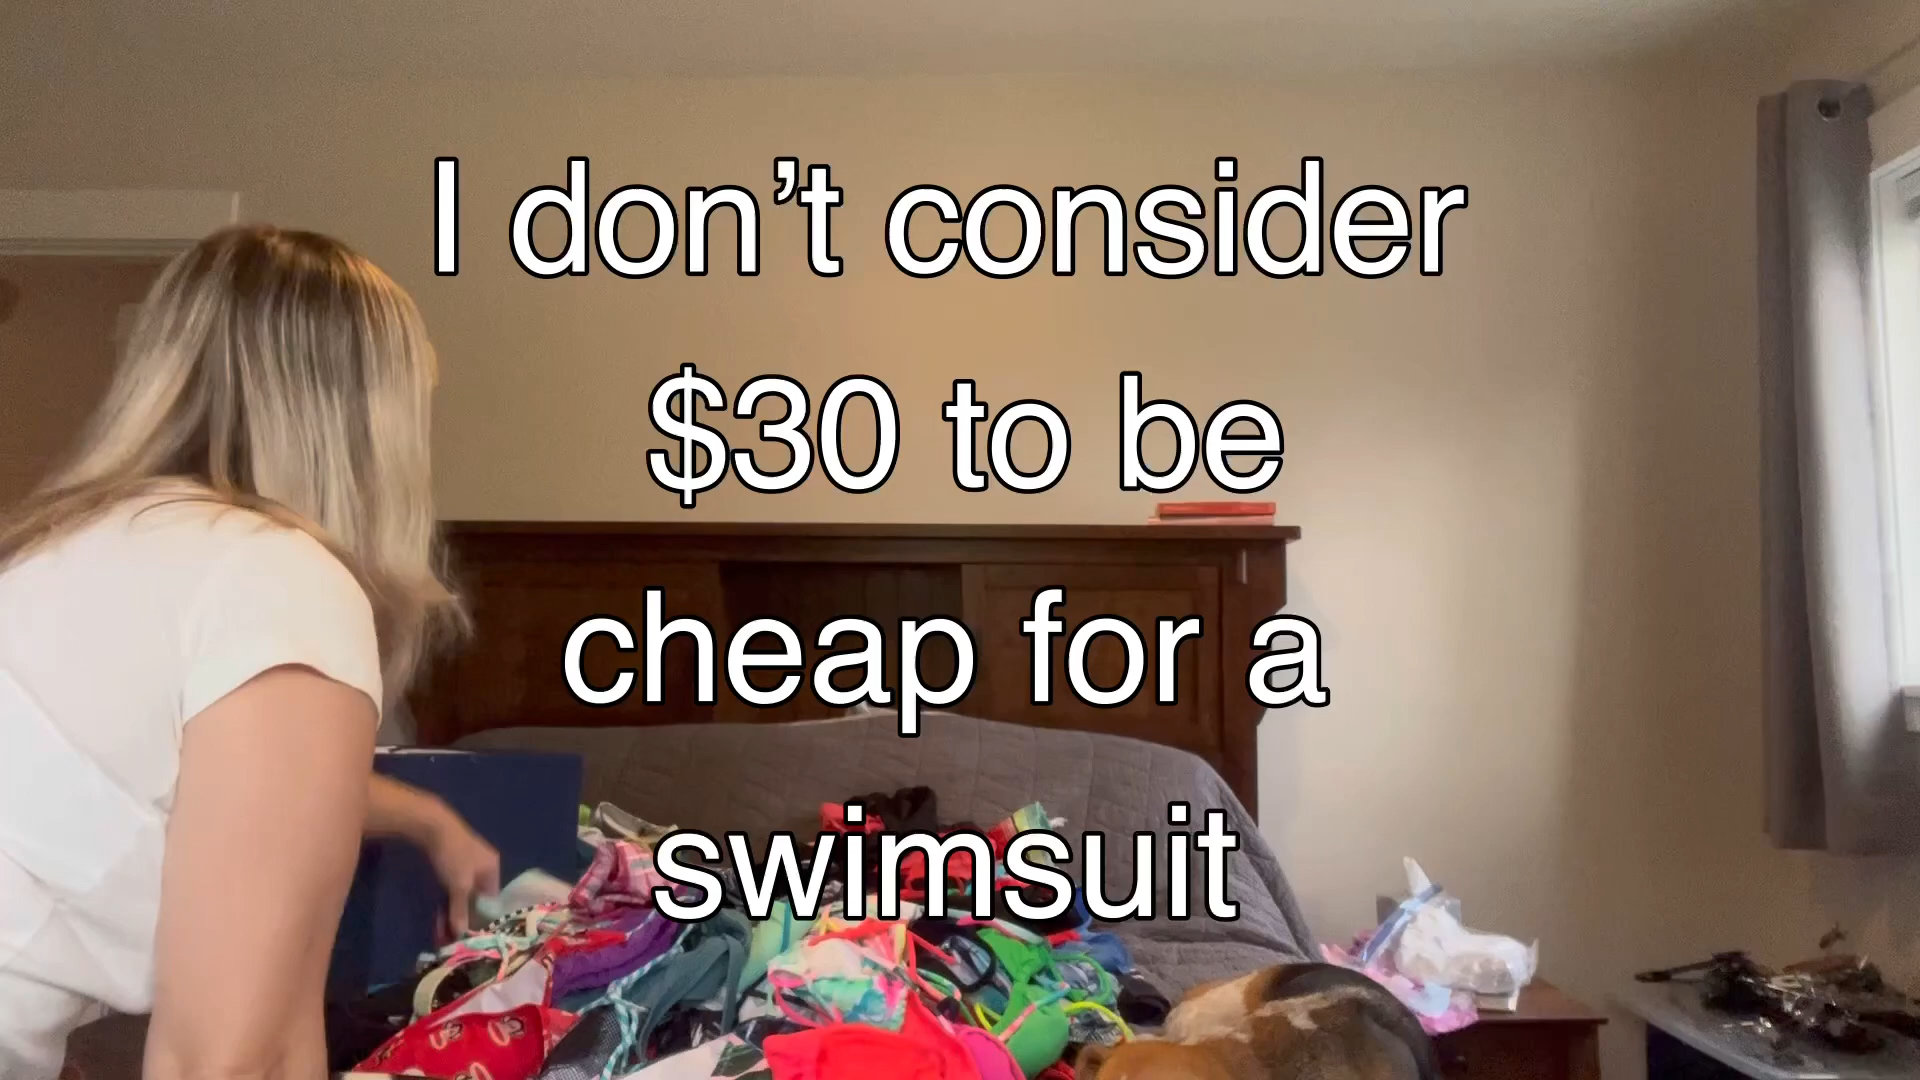 I don’t consider
$30 to be
cheap for a
swimsuit